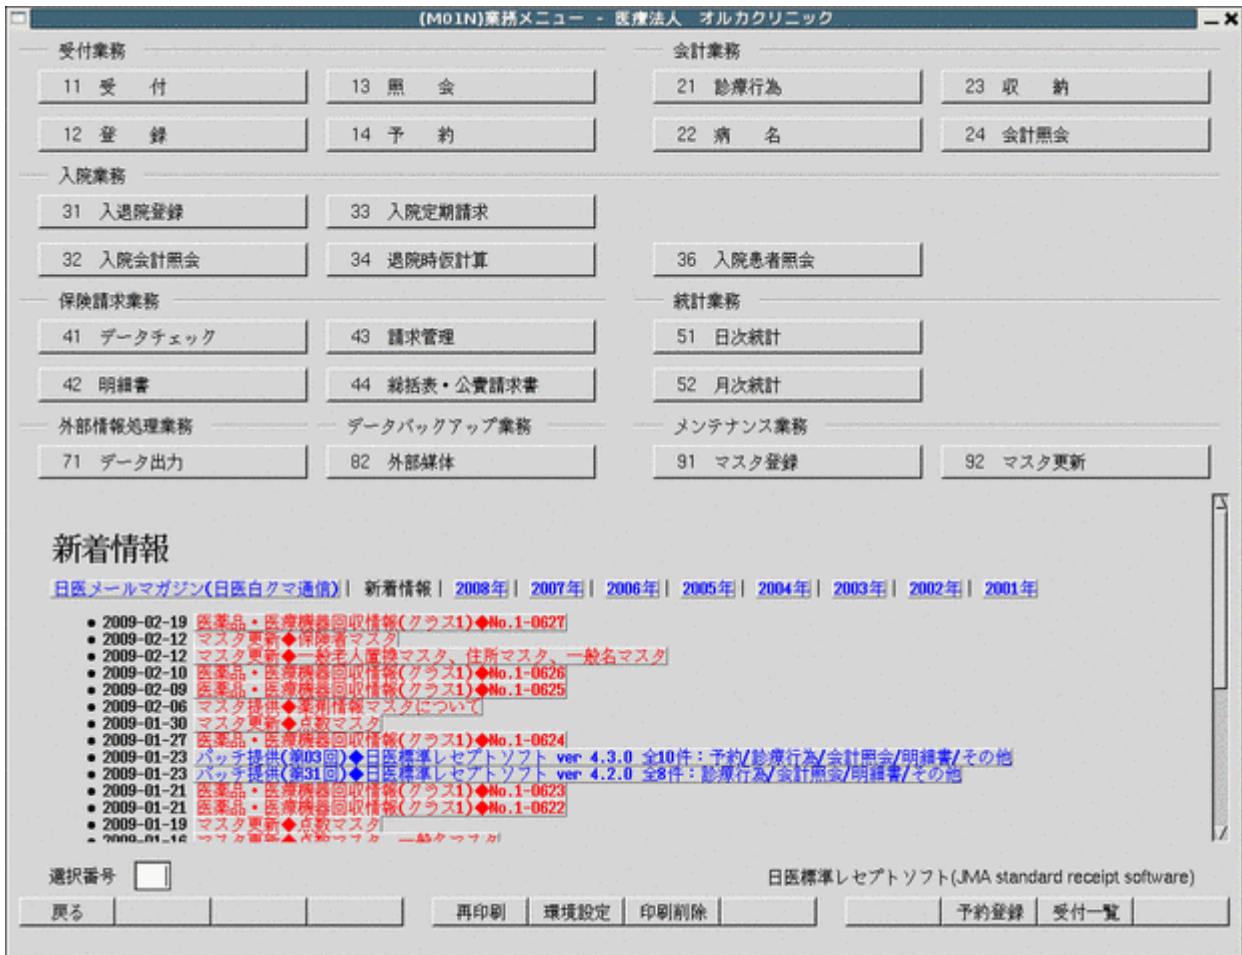 (M01N)業務メニュー - 医療法人 オルカクリニック
受付業務 会計業務
11 受 付 13 照 会 21 診療行為 23 収 納
12 登 録 14 予 約 22 病 名 24 会計照会
入院業務
31 入退院登録 33 入院定期請求
32 入院会計照会 34 退院時仮計算 36 入院患者照会
保険請求業務 統計業務
41 データチェック 43 請求管理 51 日次統計
42 明細書 44 総括表・公費請求書 52 月次統計
外部情報処理業務 データバックアップ業務 メンテナンス業務
71 データ出力 82 外部媒体 91 マスタ登録 92 マスタ更新
新着情報
日医メールマガジン(日医白クマ通信)| 新着情報 | 2008年| 2007年| 2006年| 2005年| 2004年| 2003年| 2002年| 2001年
• 2009-02-19 医薬品・医療機器回収情報(クラス1)◆No.1-0627
• 2009-02-12 マスタ更新◆保険者マスタ
• 2009-02-12 マスタ更新◆一般老人置換マスタ、住所マスタ、一般名マスタ
• 2009-02-10 医薬品・医療機器回収情報(クラス1)◆No.1-0626
• 2009-02-09 医薬品・医療機器回収情報(クラス1)◆No.1-0625
• 2009-02-06 マスタ提供◆薬剤情報マスタについて
• 2009-01-30 マスタ更新◆点数マスタ
• 2009-01-27 医薬品・医療機器回収情報(クラス1)◆No.1-0624
• 2009-01-23 パッチ提供(第03回)◆日医標準レセプトソフト ver 4.3.0 全10件：予約/診療行為/会計照会/明細書/その他
• 2009-01-23 パッチ提供(第31回)◆日医標準レセプトソフト ver 4.2.0 全8件：診療行為/会計照会/明細書/その他
• 2009-01-21 医薬品・医療機器回収情報(クラス1)◆No.1-0623
• 2009-01-21 医薬品・医療機器回収情報(クラス1)◆No.1-0622
• 2009-01-19 マスタ更新◆点数マスタ
• 2009-01-16 マスタ更新◆点数マスタ、一般名マスタ
選択番号 日医標準レセプトソフト(JMA standard receipt software)
戻る 再印刷 環境設定 印刷削除 予約登録 受付一覧